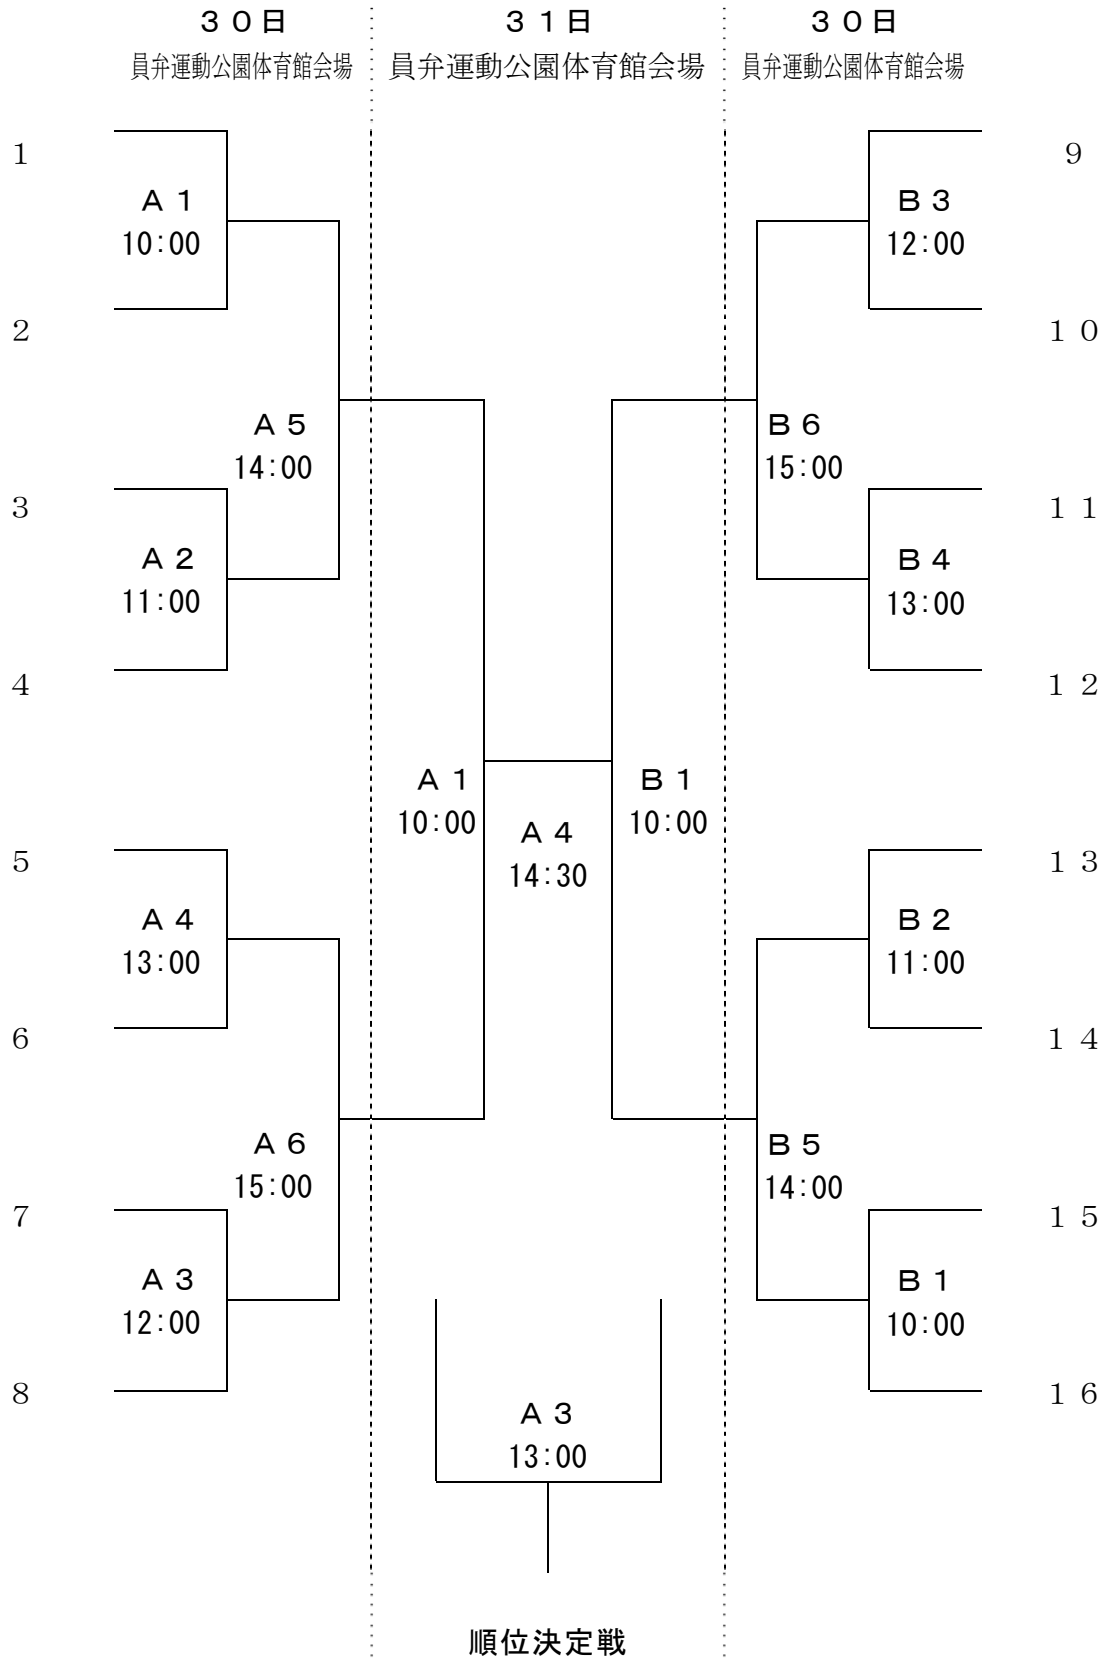 ３０日 ３１日 ３０日
員弁運動公園体育館会場 員弁運動公園体育館会場 員弁運動公園体育館会場
１ ９
Ａ１ Ｂ３
10:00 12:00
２ １０
Ａ５ Ｂ６
14:00 15:00
３ １１
Ａ２ Ｂ４
11:00 13:00
４ １２
Ａ１ Ｂ１
10:00 10:00
Ａ４
14:30
５ １３
Ａ４ Ｂ２
13:00 11:00
６ １４
Ａ６ Ｂ５
15:00 14:00
７ １５
Ａ３ Ｂ１
12:00 10:00
８ １６
Ａ３
13:00
順位決定戦